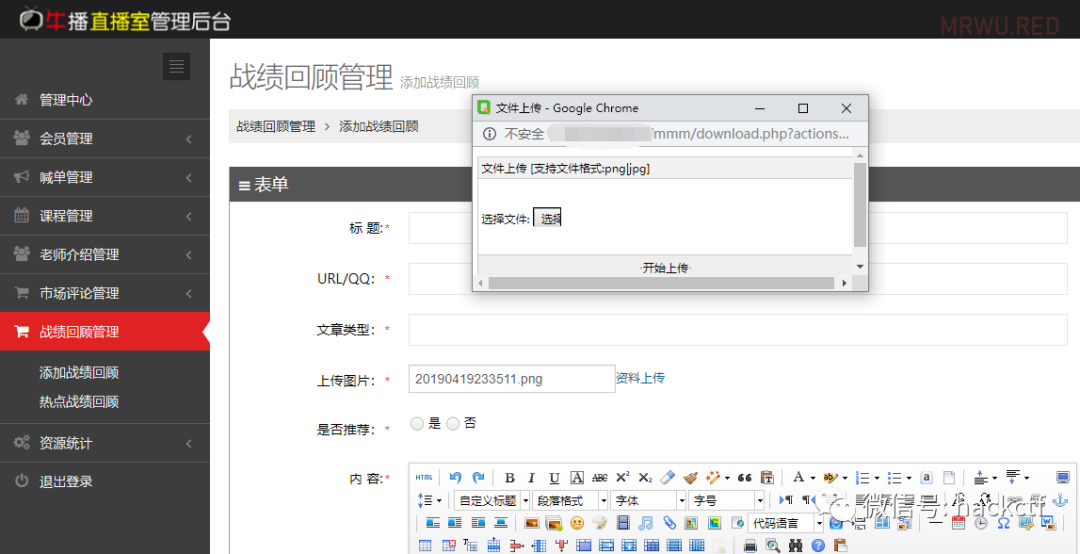 牛播直播室管理后台
MRWU.RED
管理中心
会员管理
喊单管理
课程管理
老师介绍管理
市场评论管理
战绩回顾管理
添加战绩回顾
热点战绩回顾
资源统计
退出登录
战绩回顾管理 添加战绩回顾
战绩回顾管理 > 添加战绩回顾
表单
标 题:*
URL/QQ: *
文章类型: *
上传图片: * 20190419233511.png 资料上传
是否推荐: * 是 否
内 容: *
文件上传 - Google Chrome
不安全 /mmm/download.php?actions...
文件上传 [支持文件格式:png|jpg]
选择文件: 选择
·开始上传·
HTML B I U A ABC X² X₂ A ab a
自定义标题 段落格式 字体 字号
代码语言
微信号: hackctf